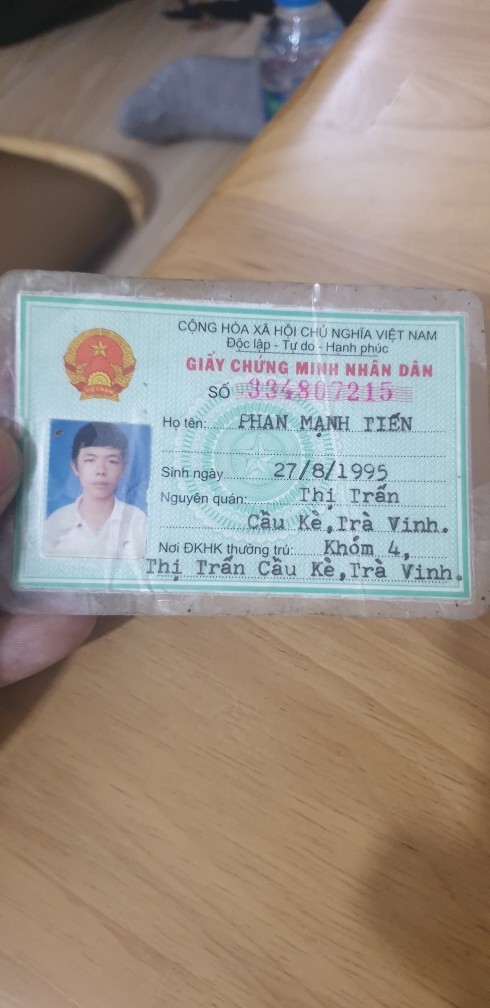 CỘNG HÒA XÃ HỘI CHỦ NGHĨA VIỆT NAM
Độc lập - Tự do - Hạnh phúc
GIẤY CHỨNG MINH NHÂN DÂN
SỐ 334807215
Họ tên: PHAN MẠNH TIẾN
Sinh ngày 27/8/1995
Nguyên quán: Thị Trấn
Cầu Kè, Trà Vinh.
Nơi ĐKHK thường trú: Khóm 4,
Thị Trấn Cầu Kè, Trà Vinh.
VIỆT NAM